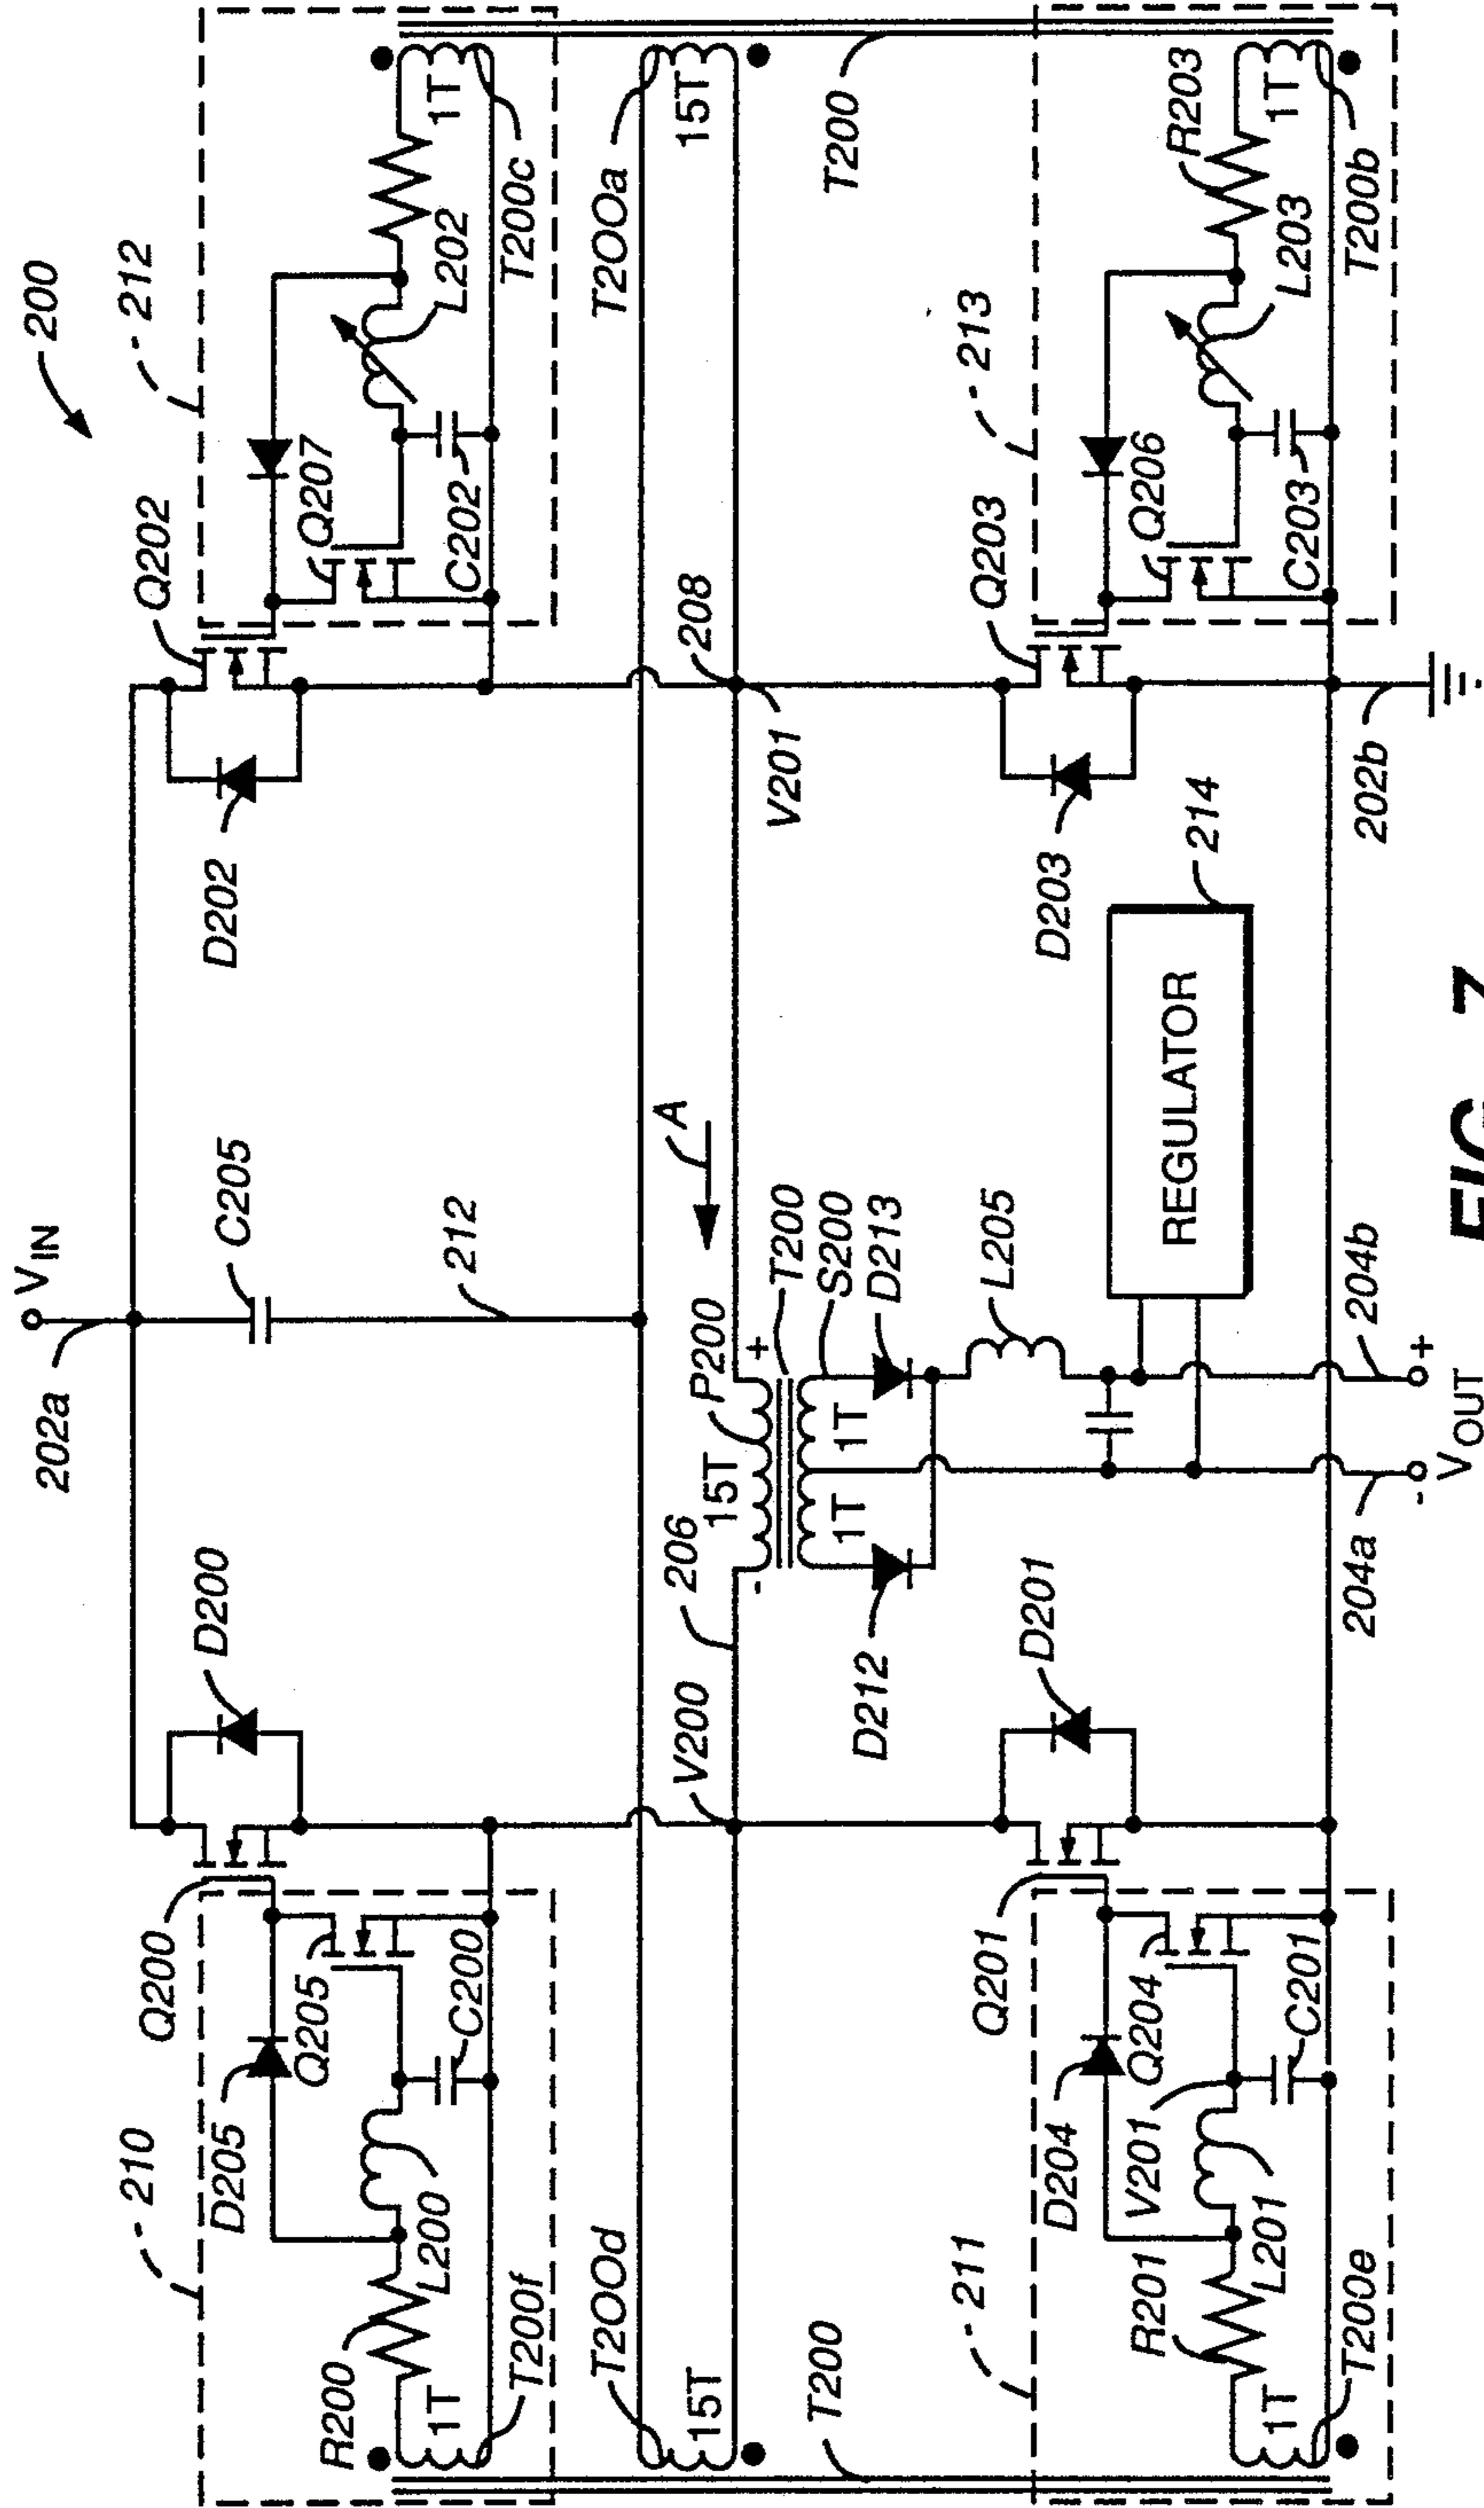 202a
VIN
200
210
Q200
Q202
212
D205
D200
C205
D202
R200
Q205
Q207
1T
L200
C200
212
C202
L202
1T
T200f
T200c
T200d
T200a
15T
V200
206
15T
P200
A
208
15T
-
+
T200
V201
T200
S200
T200
1T
1T
D212
D213
211
Q201
L205
Q203
213
D204
D201
D203
R201
V201
Q204
REGULATOR
214
Q206
R203
1T
L201
C201
C203
L203
1T
T200e
204a
204b
202b
T200b
-
+
VOUT
FIG_7